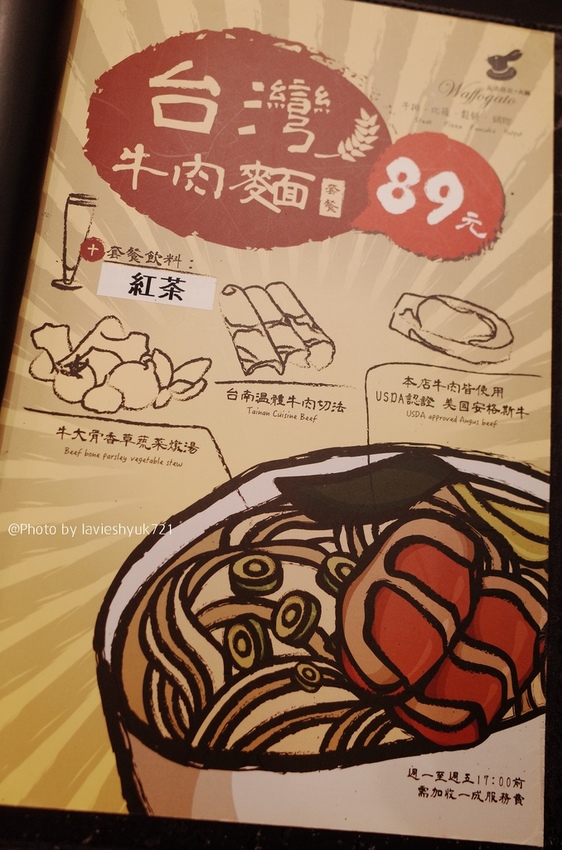 台灣
牛肉麵
套餐
89元
Waffogato
十套餐飲料：
紅茶
台南溫體牛肉切法
Tainan Cuisine Beef
本店牛肉皆使用
USDA認證 美國安格斯牛
USDA approved Angus beef
牛大骨香草蔬菜燉湯
Beef bone parsley vegetable stew
@Photo by lavieshyuk721
週一至週五17:00前
需加收一成服務費